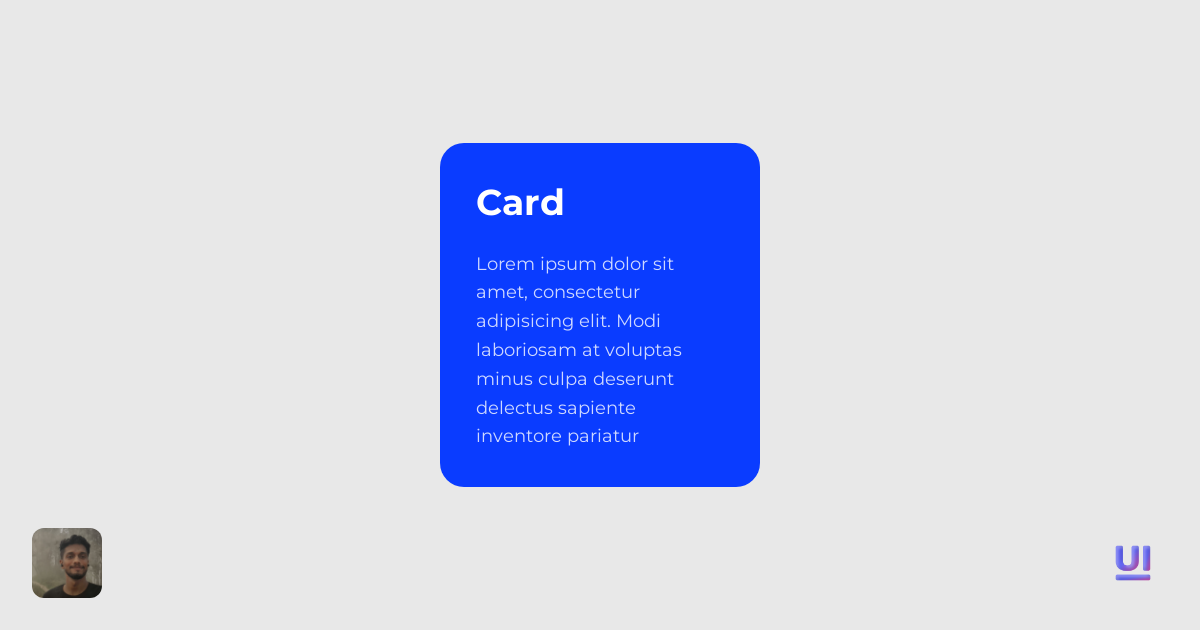 Card
Lorem ipsum dolor sit
amet, consectetur
adipisicing elit. Modi
laboriosam at voluptas
minus culpa deserunt
delectus sapiente
inventore pariatur
UI